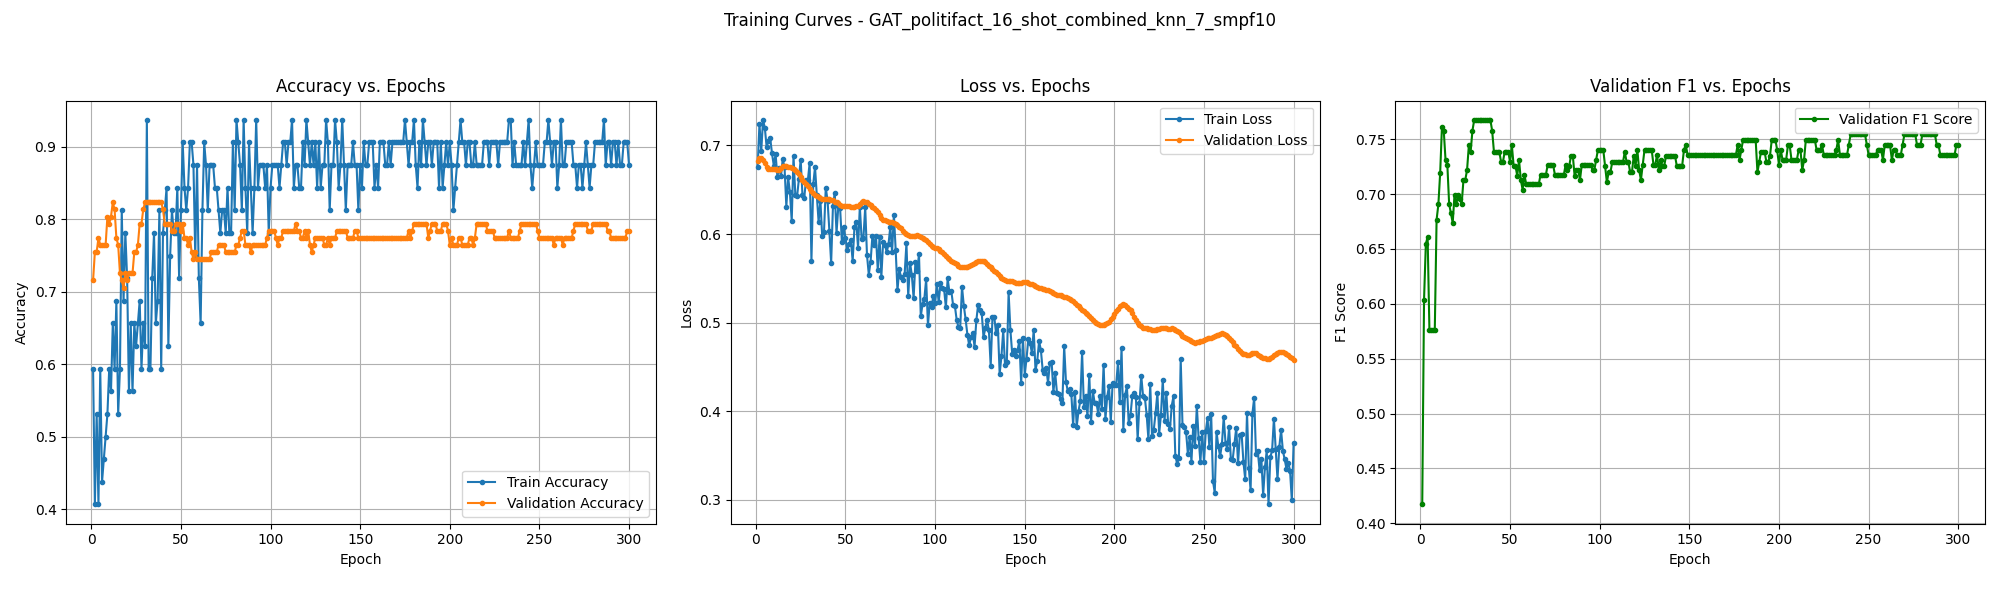 Training Curves - GAT_politifact_16_shot_combined_knn_7_smpf10
Accuracy vs. Epochs
0.9
0.8
0.7
0.6
0.5
0.4
Accuracy
Train Accuracy
Validation Accuracy
0 50 100 150 200 250 300
Epoch
Loss vs. Epochs
0.7
0.6
0.5
0.4
0.3
Loss
Train Loss
Validation Loss
0 50 100 150 200 250 300
Epoch
Validation F1 vs. Epochs
0.75
0.70
0.65
0.60
0.55
0.50
0.45
0.40
F1 Score
Validation F1 Score
0 50 100 150 200 250 300
Epoch